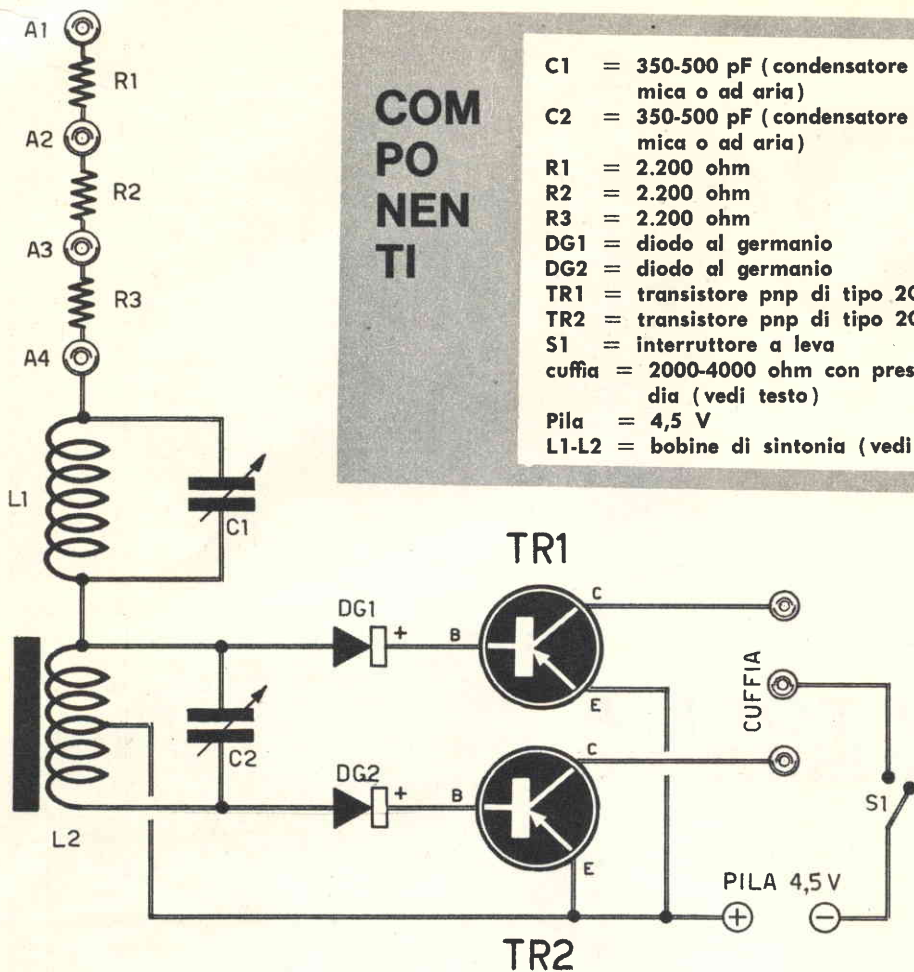 COM
PO
NEN
TI
C1 = 350-500 pF (condensatore
mica o ad aria)
C2 = 350-500 pF (condensatore
mica o ad aria)
R1 = 2.200 ohm
R2 = 2.200 ohm
R3 = 2.200 ohm
DG1 = diodo al germanio
DG2 = diodo al germanio
TR1 = transistore pnp di tipo
TR2 = transistore pnp di tipo
S1 = interruttore a leva
cuffia = 2000-4000 ohm con
dia (vedi testo)
Pila = 4,5 V
L1-L2 = bobine di sintonia (vedi
A1
R1
A2
R2
A3
R3
A4
L1
C1
TR1
DG1
+
B
C
E
CUFFIA
C2
L2
DG2
+
B
C
E
S1
PILA 4,5 V
+
−
TR2